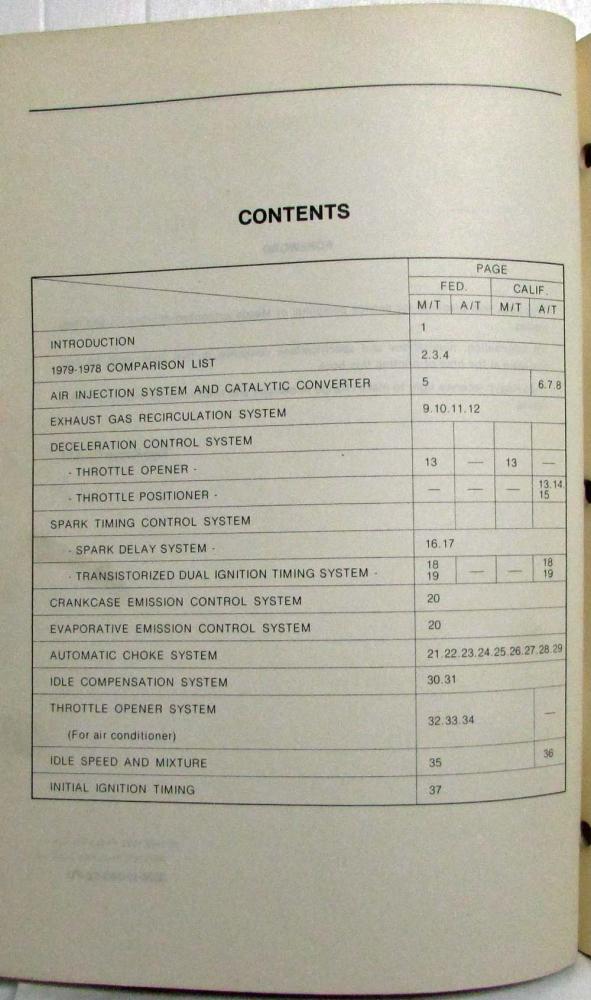 CONTENTS
PAGE
FED. CALIF.
M/T A/T M/T A/T
INTRODUCTION 1
1979-1978 COMPARISON LIST 2.3.4
AIR INJECTION SYSTEM AND CATALYTIC CONVERTER 5 6.7.8
EXHAUST GAS RECIRCULATION SYSTEM 9.10.11.12
DECELERATION CONTROL SYSTEM
- THROTTLE OPENER - 13 — 13 —
- THROTTLE POSITIONER - — — — 13.14.
15
SPARK TIMING CONTROL SYSTEM
- SPARK DELAY SYSTEM - 16.17
- TRANSISTORIZED DUAL IGNITION TIMING SYSTEM - 18 — — 18
19 19
CRANKCASE EMISSION CONTROL SYSTEM 20
EVAPORATIVE EMISSION CONTROL SYSTEM 20
AUTOMATIC CHOKE SYSTEM 21.22.23.24.25.26.27.28.29
IDLE COMPENSATION SYSTEM 30.31
THROTTLE OPENER SYSTEM 32.33.34 —
(For air conditioner)
IDLE SPEED AND MIXTURE 35 36
INITIAL IGNITION TIMING 37